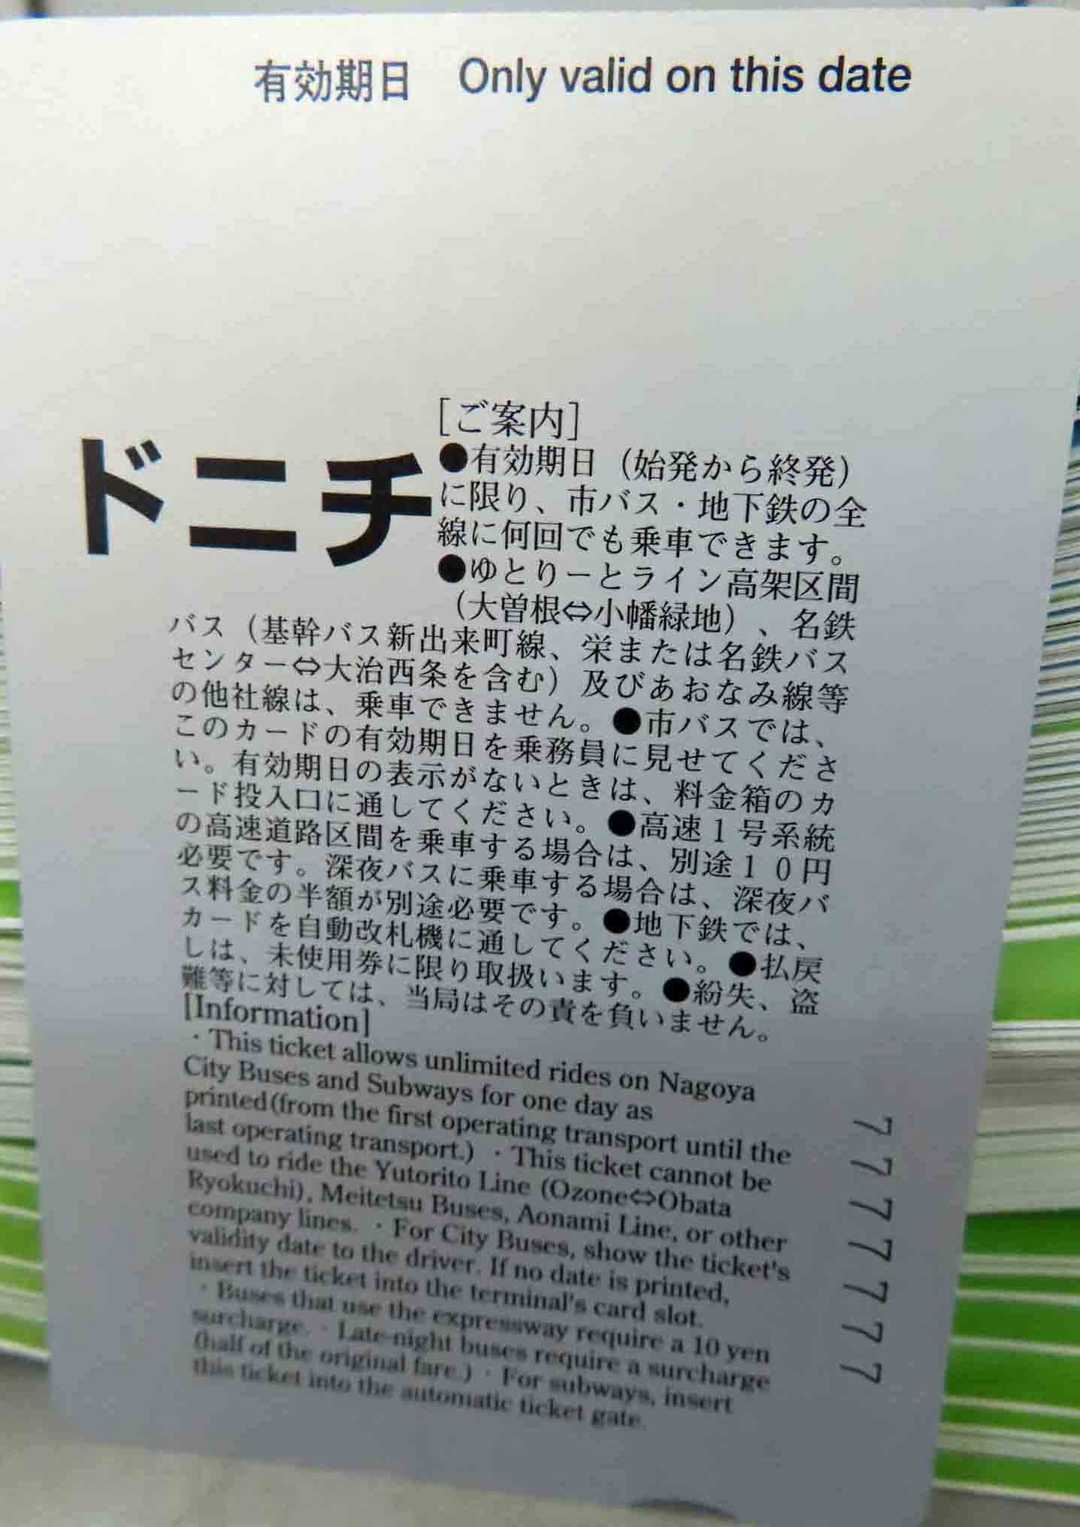 有効期日　Only valid on this date
ドニチ
[ご案内]
●有効期日（始発から終発）
に限り、市バス・地下鉄の全
線に何回でも乗車できます。
●ゆとりーとライン高架区間
（大曽根⇔小幡緑地）、名鉄
バス（基幹バス新出来町線、栄または名鉄バス
センター⇔大治西条を含む）及びあおなみ線等
の他社線は、乗車できません。●市バスでは、
このカードの有効期日を乗務員に見せてくださ
い。有効期日の表示がないときは、料金箱のカ
ード投入口に通してください。●高速１号系統
の高速道路区間を乗車する場合は、別途１０円
必要です。深夜バスに乗車する場合は、深夜バ
ス料金の半額が別途必要です。●地下鉄では、
カードを自動改札機に通してください。●払戻
しは、未使用券に限り取扱います。●紛失、盗
難等に対しては、当局はその責を負いません。
[Information]
・This ticket allows unlimited rides on Nagoya
City Buses and Subways for one day as
printed(from the first operating transport until the
last operating transport.) ・This ticket cannot be
used to ride the Yutorito Line (Ozone⇔Obata
Ryokuchi), Meitetsu Buses, Aonami Line, or other
company lines. ・For City Buses, show the ticket's
validity date to the driver. If no date is printed,
insert the ticket into the terminal's card slot.
・Buses that use the expressway require a 10 yen
surcharge. ・Late-night buses require a surcharge
(half of the original fare.) ・For subways, insert
this ticket into the automatic ticket gate.
7777777